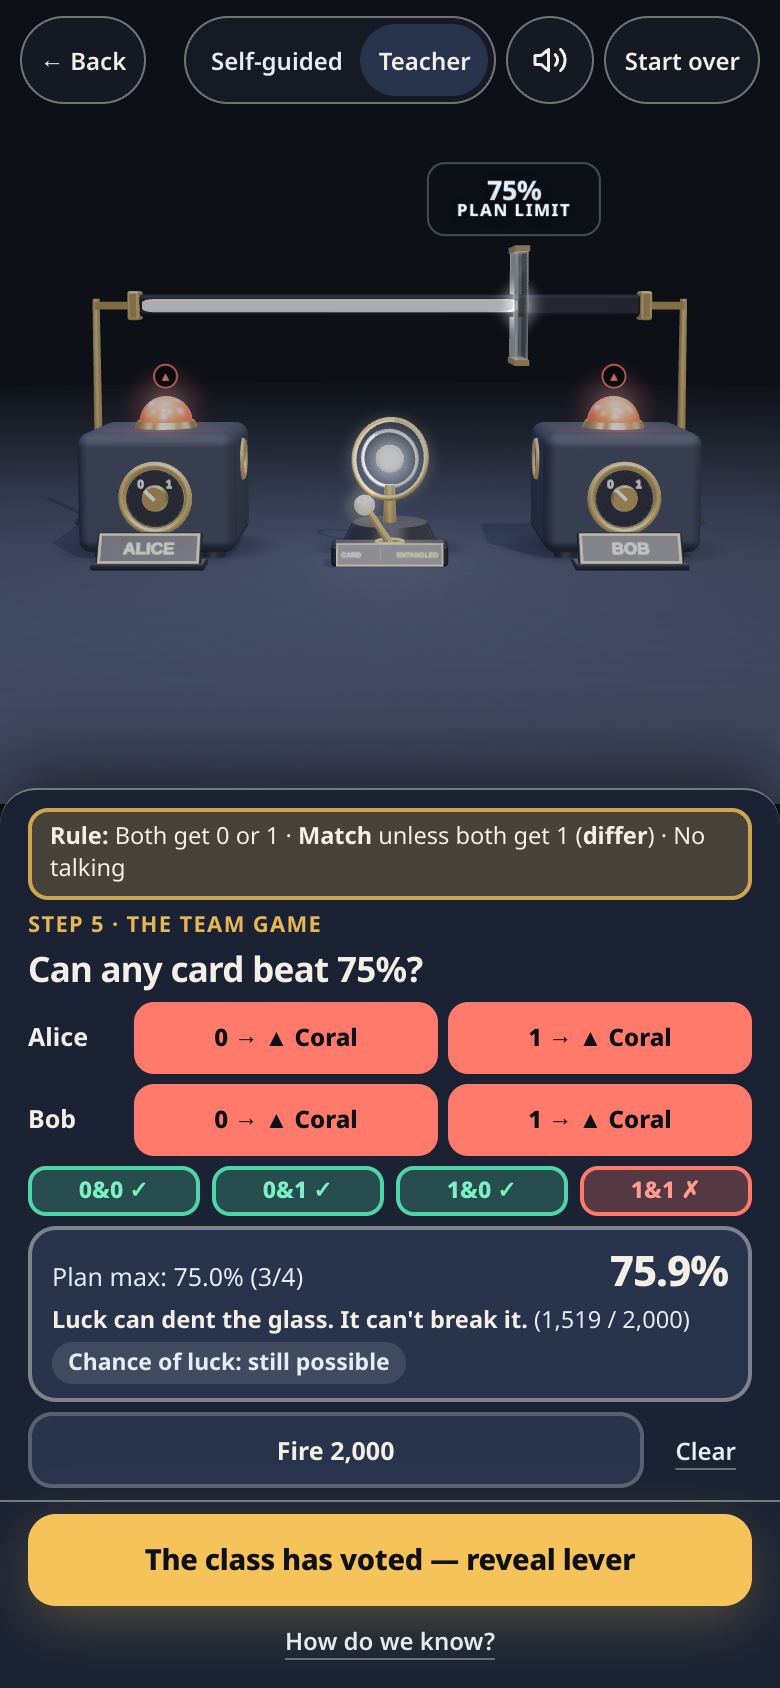 ← Back
Self-guided
Teacher
Start over
75%
PLAN LIMIT
▲
▲
0 1
0 1
ALICE
CARD
ENTANGLED
BOB
Rule: Both get 0 or 1 · Match unless both get 1 (differ) · No
talking
STEP 5 · THE TEAM GAME
Can any card beat 75%?
Alice
0 → ▲ Coral
1 → ▲ Coral
Bob
0 → ▲ Coral
1 → ▲ Coral
0&0 ✓
0&1 ✓
1&0 ✓
1&1 ✗
Plan max: 75.0% (3/4)
75.9%
Luck can dent the glass. It can't break it. (1,519 / 2,000)
Chance of luck: still possible
Fire 2,000
Clear
The class has voted — reveal lever
How do we know?